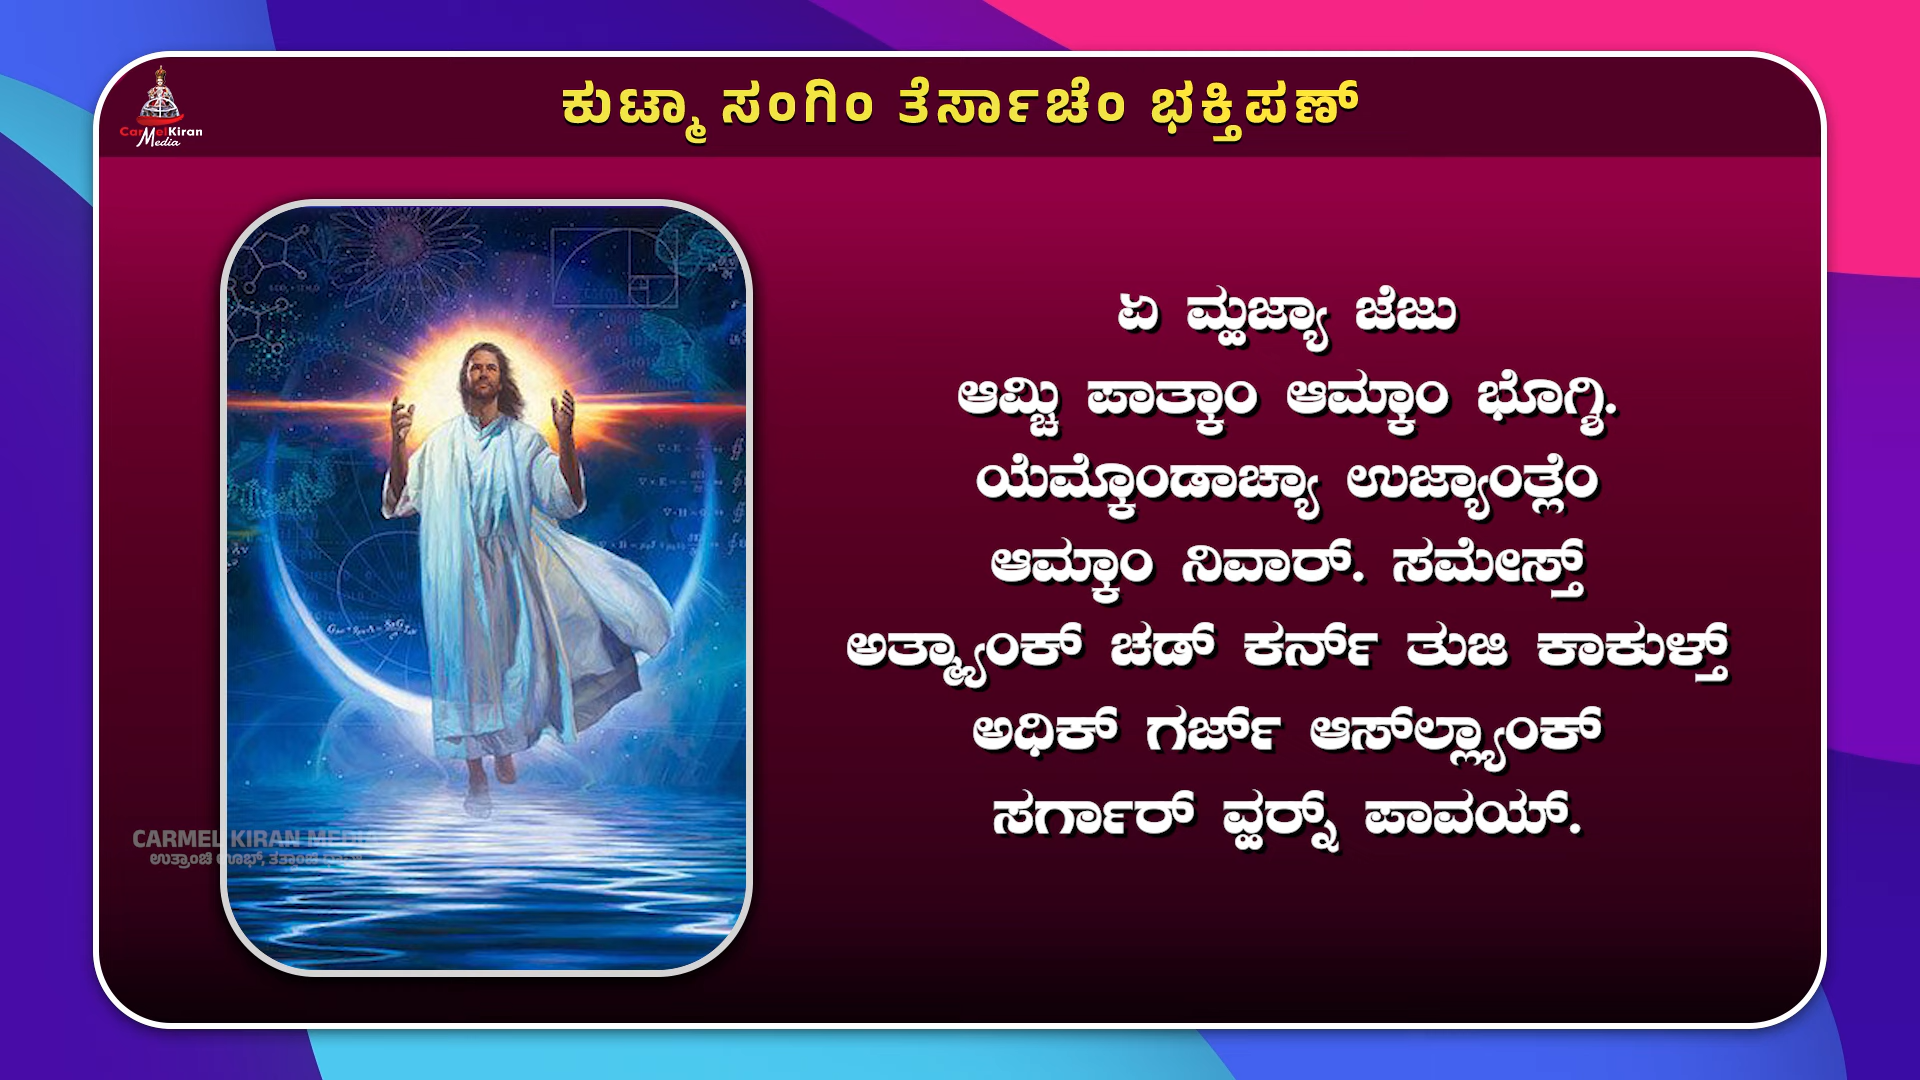 ಕುಟ್ಮಾ ಸಂಗಿಂ ತೆರ್ಸಾಚೆಂ ಭಕ್ತಿಪಣ್
CarMelKiran
Media
ಏ ಮ್ಹಜ್ಯಾ ಜೆಜು
ಆಮ್ಚಿ ಪಾತ್ಕಾಂ ಆಮ್ಕಾಂ ಭೊಗ್ಶಿ.
ಯೆಮ್ಕೊಂಡಾಚ್ಯಾ ಉಜ್ಯಾಂತ್ಲೆಂ
ಆಮ್ಕಾಂ ನಿವಾರ್. ಸಮೇಸ್ತ್
ಅತ್ಮ್ಯಾಂಕ್ ಚಡ್ ಕರ್ನ್ ತುಜಿ ಕಾಕುಳ್ತ್
ಅಧಿಕ್ ಗರ್ಜ್ ಆಸ್‌ಲ್ಲ್ಯಾಂಕ್
ಸರ್ಗಾರ್ ವ್ಹರ‍್ನ್ ಪಾವಯ್.
CARMEL KIRAN MEDIA